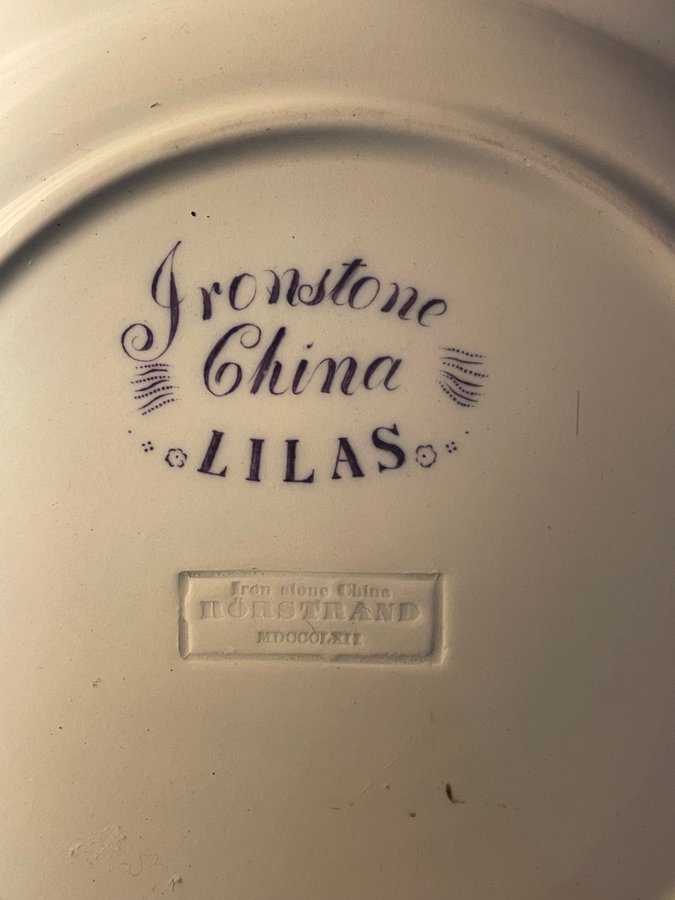 Ironstone
China
LILAS
Iron stone China
RÖRSTRAND
MDCCCLXII